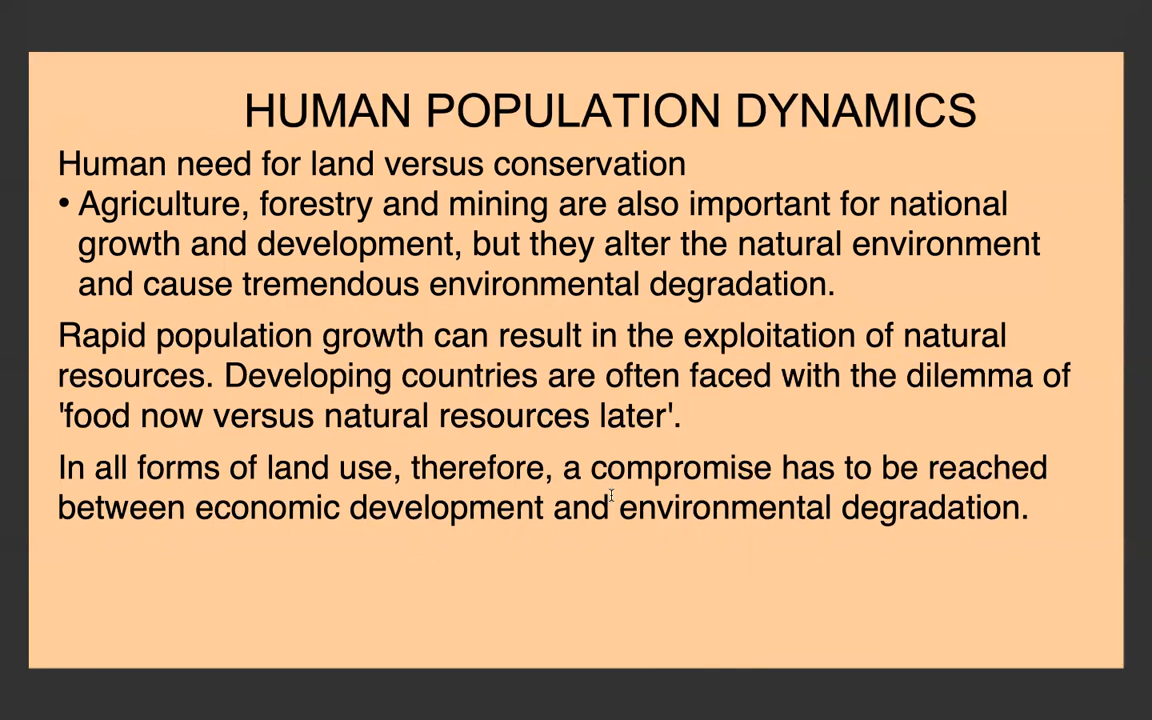 HUMAN POPULATION DYNAMICS
Human need for land versus conservation
• Agriculture, forestry and mining are also important for national
growth and development, but they alter the natural environment
and cause tremendous environmental degradation.
Rapid population growth can result in the exploitation of natural
resources. Developing countries are often faced with the dilemma of
'food now versus natural resources later'.
In all forms of land use, therefore, a compromise has to be reached
between economic development and environmental degradation.